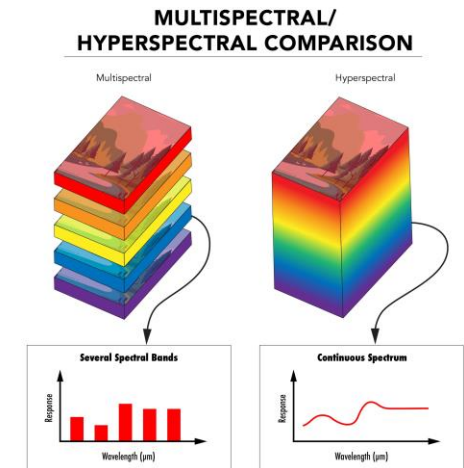 MULTISPECTRAL/
HYPERSPECTRAL COMPARISON
Multispectral
Hyperspectral
Several Spectral Bands
Response
Wavelength (µm)
Continuous Spectrum
Response
Wavelength (µm)